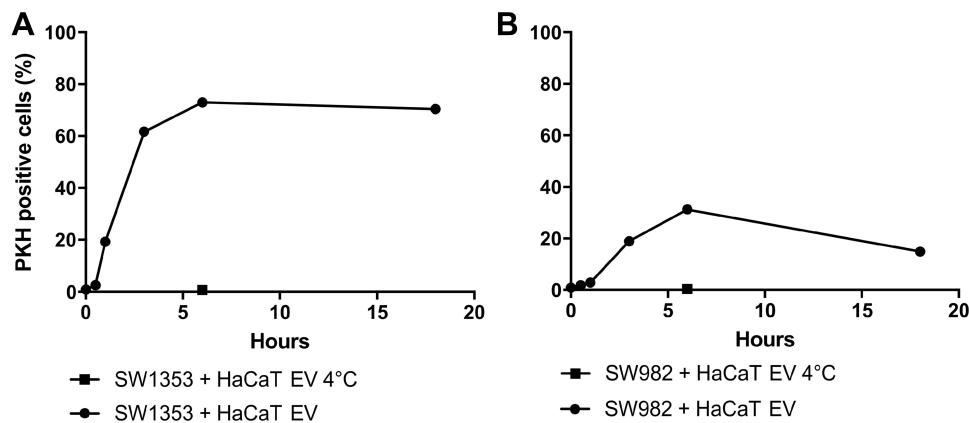 A
B
PKH positive cells (%)
100
80
60
40
20
0
0 5 10 15 20
Hours
SW1353 + HaCaT EV 4°C
SW1353 + HaCaT EV
100
80
60
40
20
0
0 5 10 15 20
Hours
SW982 + HaCaT EV 4°C
SW982 + HaCaT EV